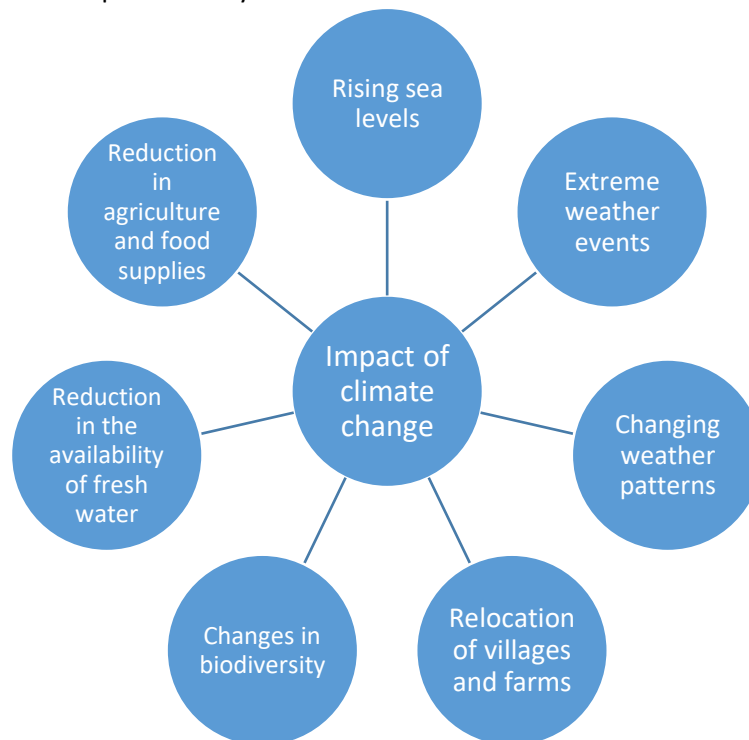 Rising sea
levels
Extreme
weather
events
Changing
weather
patterns
Relocation
of villages
and farms
Changes in
biodiversity
Reduction
in the
availability
of fresh
water
Reduction
in
agriculture
and food
supplies
Impact of
climate
change